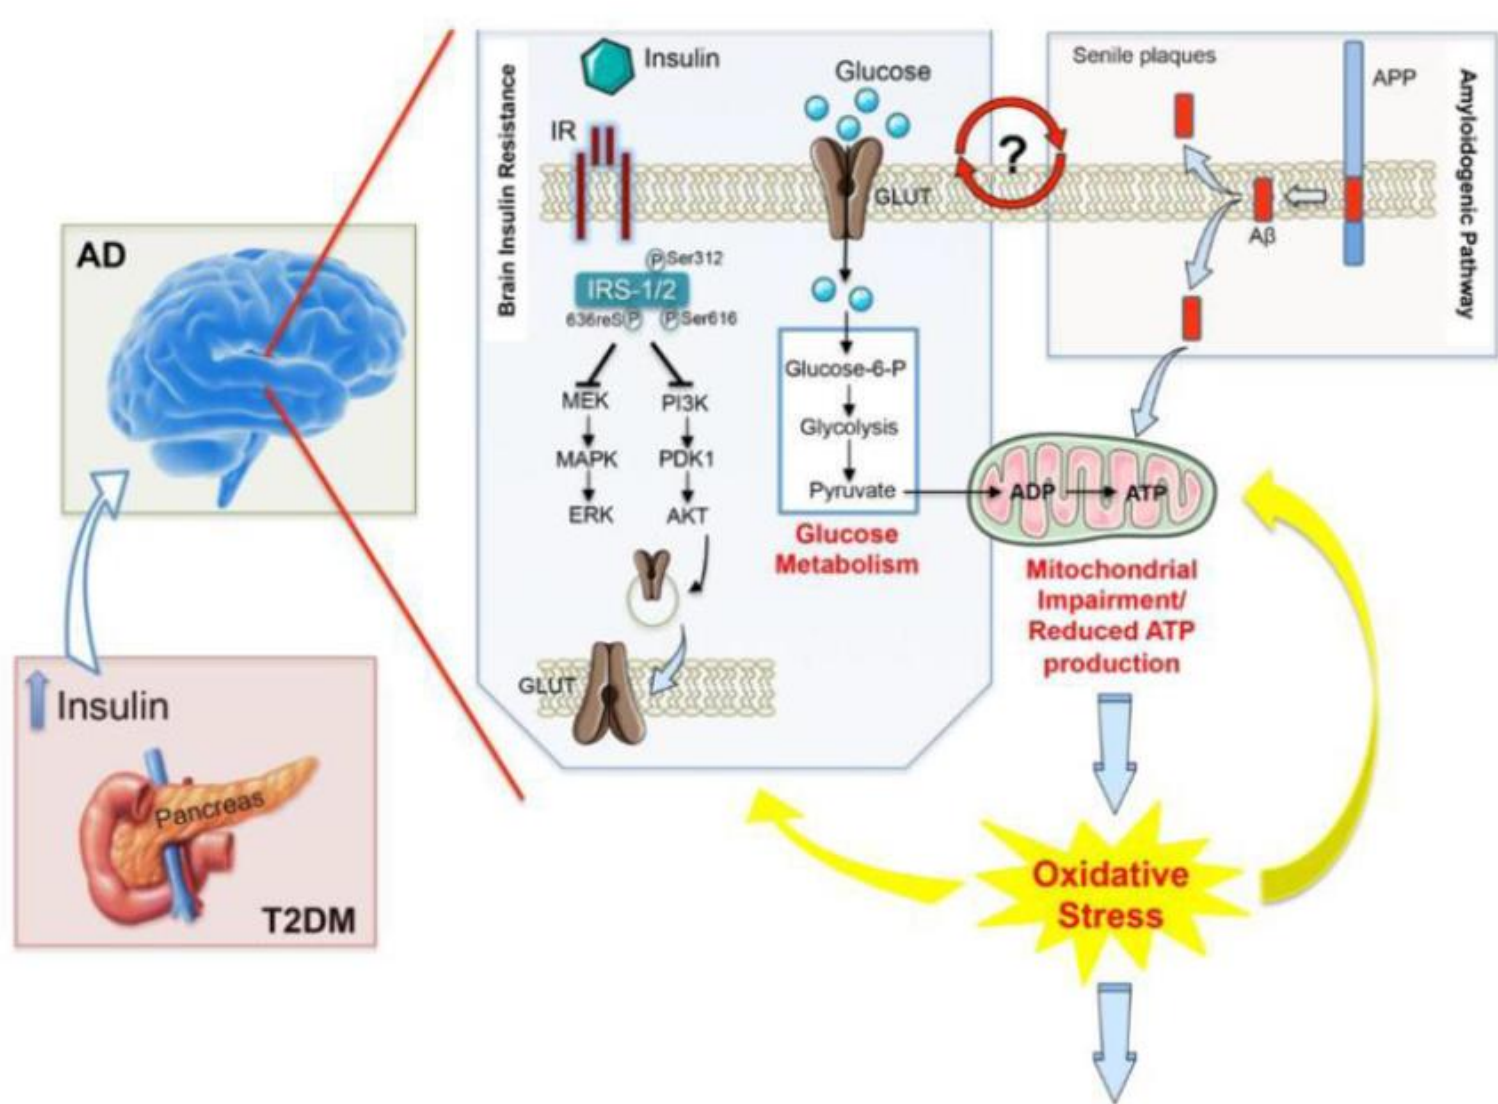 AD
Insulin
Pancreas
T2DM
Brain Insulin Resistance
Insulin
IR
Glucose
GLUT
Ser312
P
IRS-1/2
636reS
P
P
Ser616
MEK
PI3K
MAPK
PDK1
ERK
AKT
GLUT
Glucose-6-P
Glycolysis
Pyruvate
Glucose
Metabolism
?
Senile plaques
APP
Aβ
Amyloidogenic Pathway
ADP
ATP
Mitochondrial
Impairment/
Reduced ATP
production
Oxidative
Stress